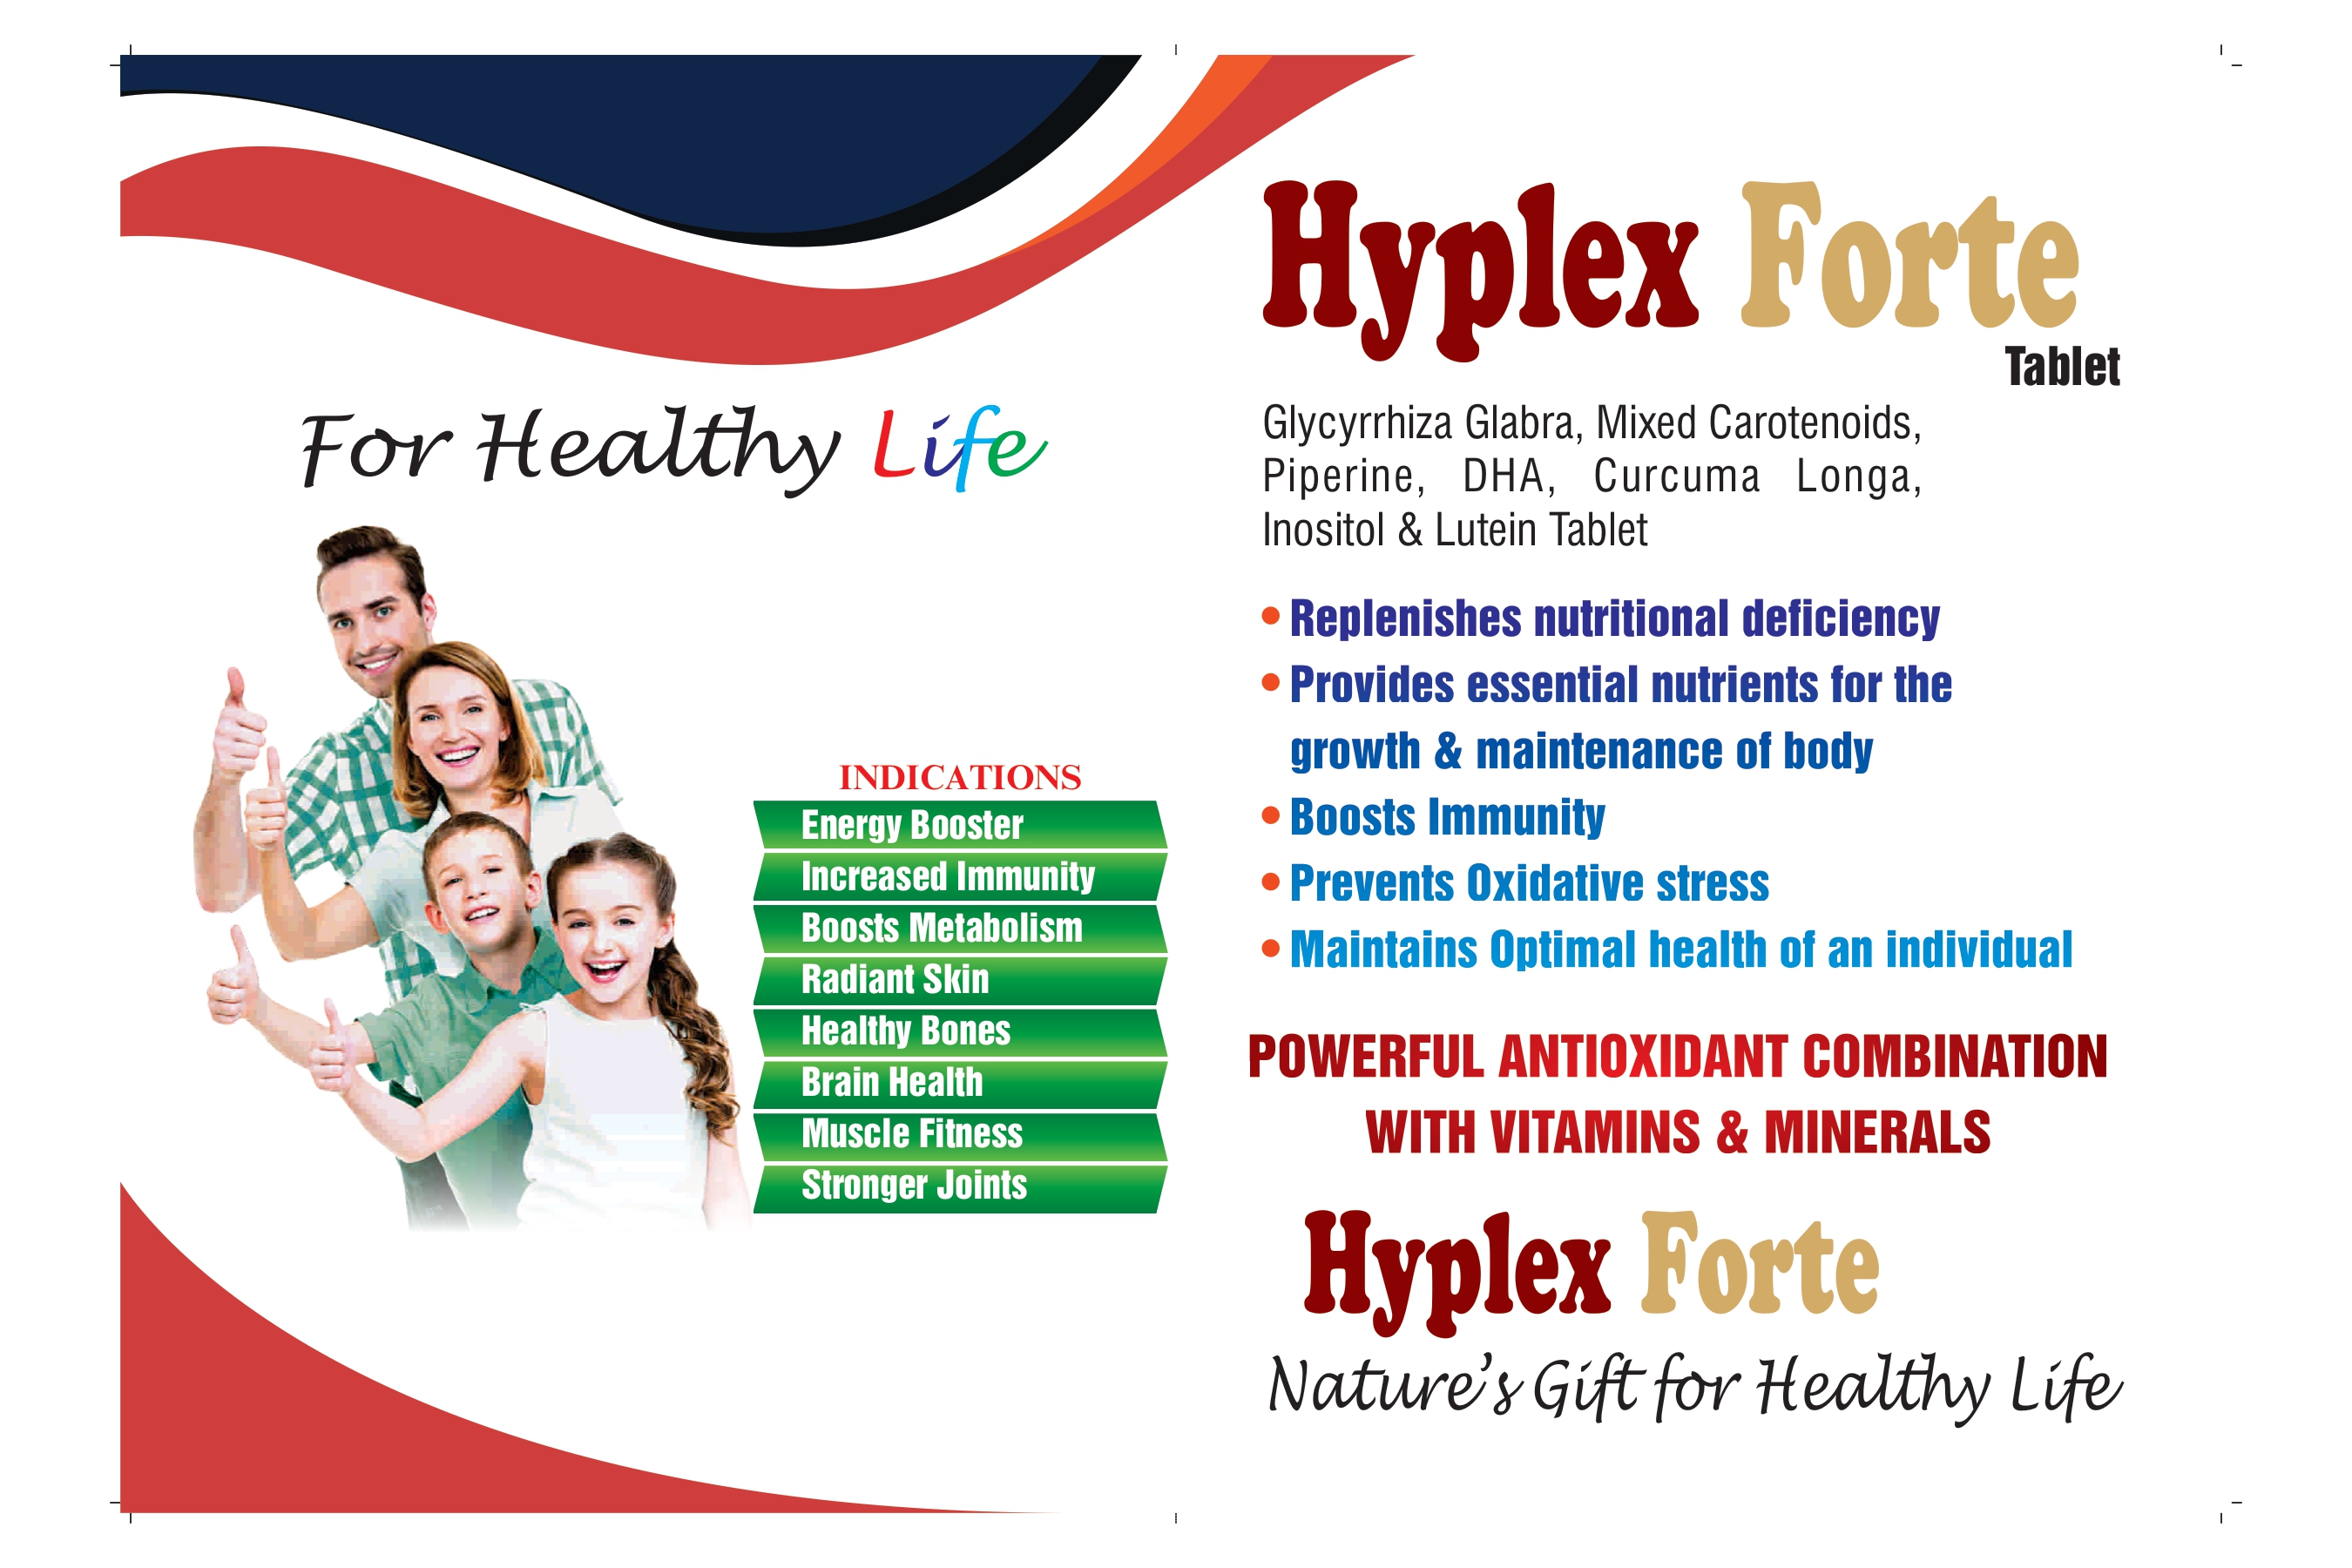 For Healthy Life
INDICATIONS
Energy Booster
Increased Immunity
Boosts Metabolism
Radiant Skin
Healthy Bones
Brain Health
Muscle Fitness
Stronger Joints
Hyplex Forte
Tablet
Glycyrrhiza Glabra, Mixed Carotenoids,
Piperine, DHA, Curcuma Longa,
Inositol & Lutein Tablet
• Replenishes nutritional deficiency
• Provides essential nutrients for the
growth & maintenance of body
• Boosts Immunity
• Prevents Oxidative stress
• Maintains Optimal health of an individual
POWERFUL ANTIOXIDANT COMBINATION
WITH VITAMINS & MINERALS
Hyplex Forte
Nature's Gift for Healthy Life